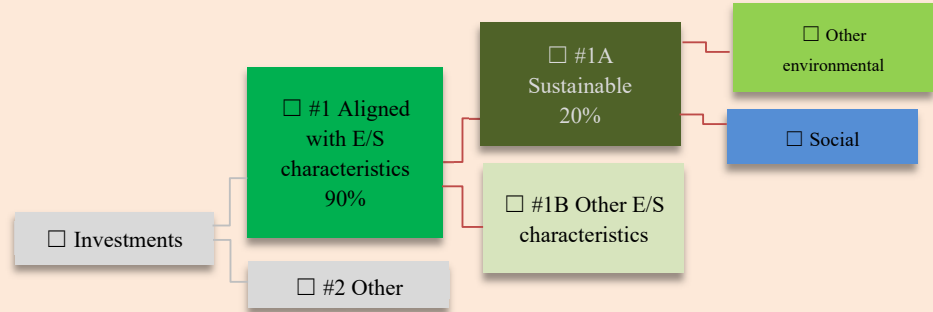 ☐ Investments
☐ #1 Aligned
with E/S
characteristics
90%
☐ #2 Other
☐ #1A
Sustainable
20%
☐ #1B Other E/S
characteristics
☐ Other
environmental
☐ Social